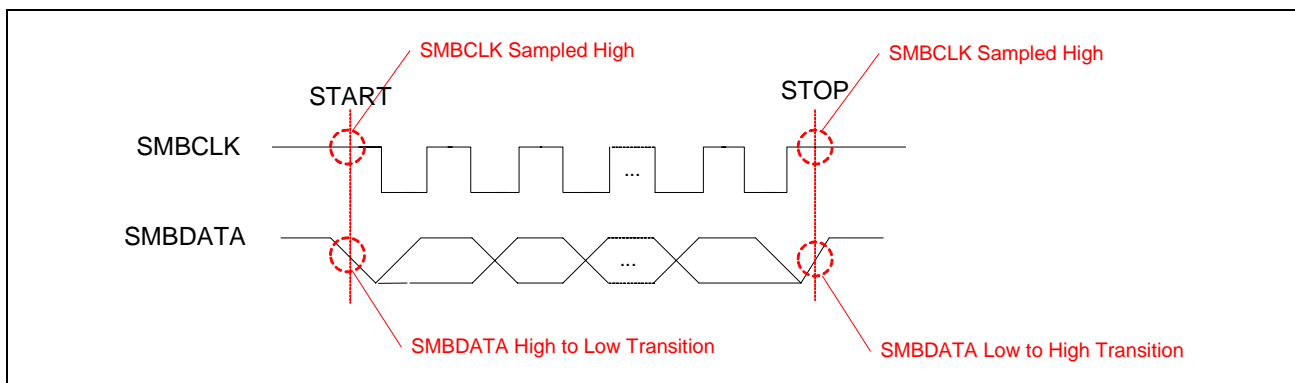 SMBCLK Sampled High
SMBCLK Sampled High
START
STOP
SMBCLK
...
SMBDATA
...
SMBDATA High to Low Transition
SMBDATA Low to High Transition